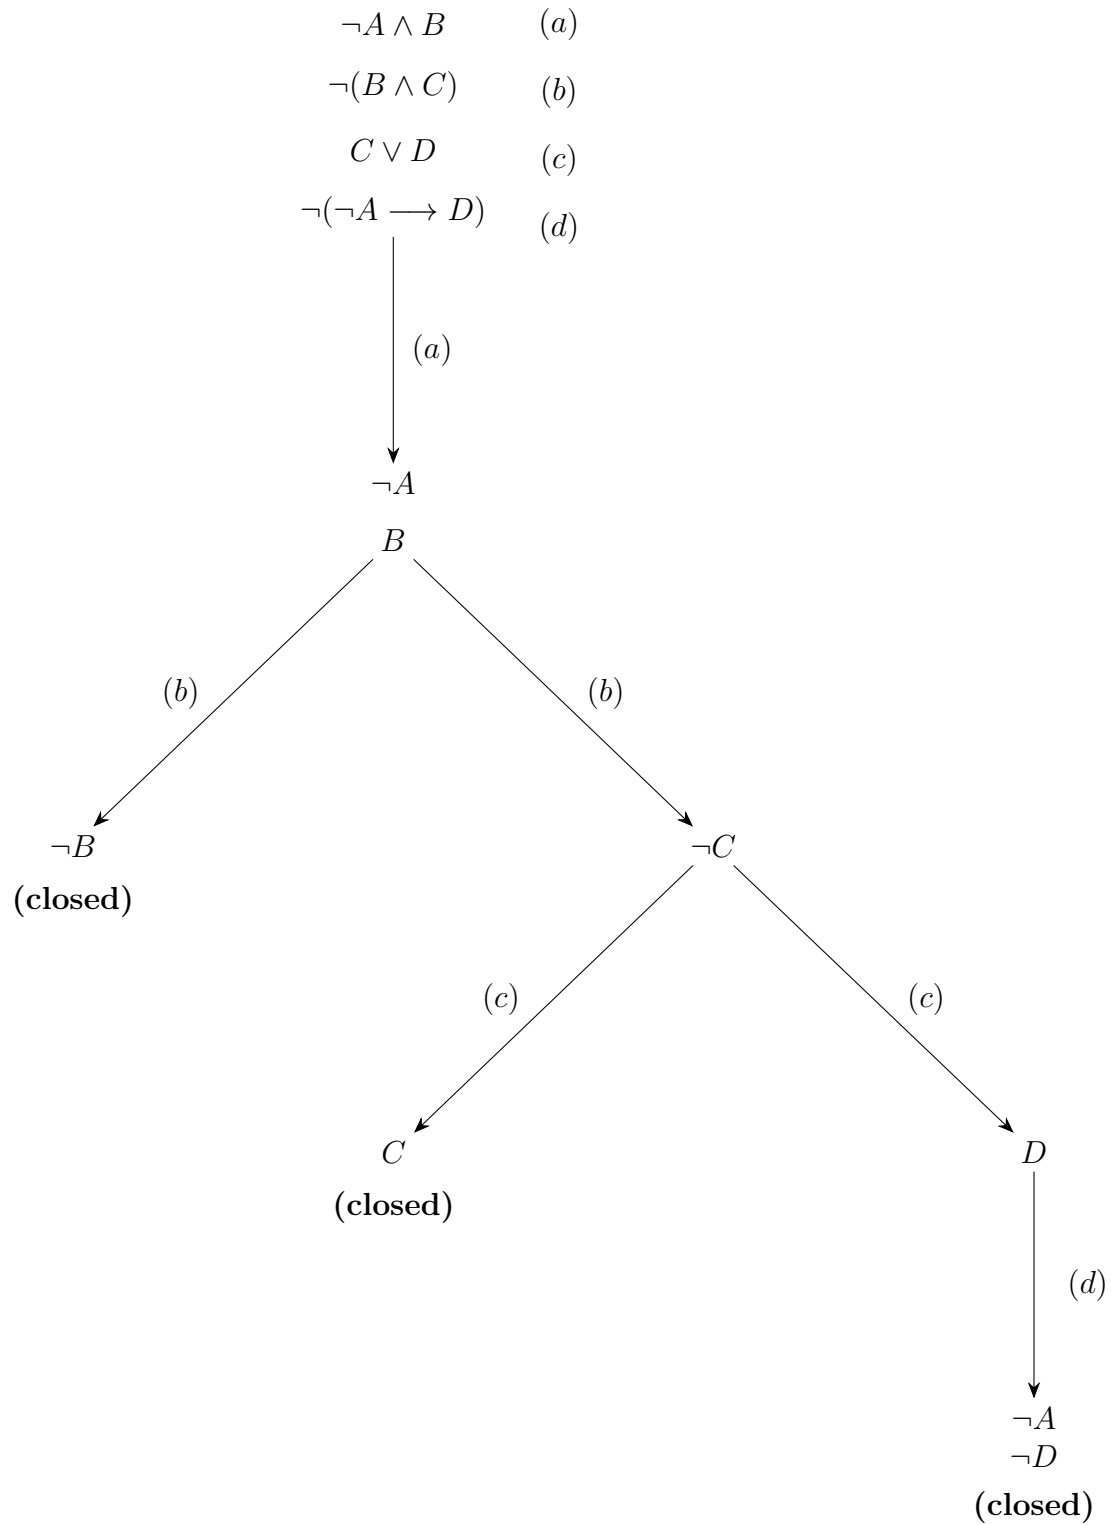 ¬A ∧ B (a)
¬(B ∧ C) (b)
C ∨ D (c)
¬(¬A ⟶ D) (d)
(a)
¬A
B
(b) (b)
¬B ¬C
(closed)
(c) (c)
C D
(closed)
(d)
¬A
¬D
(closed)